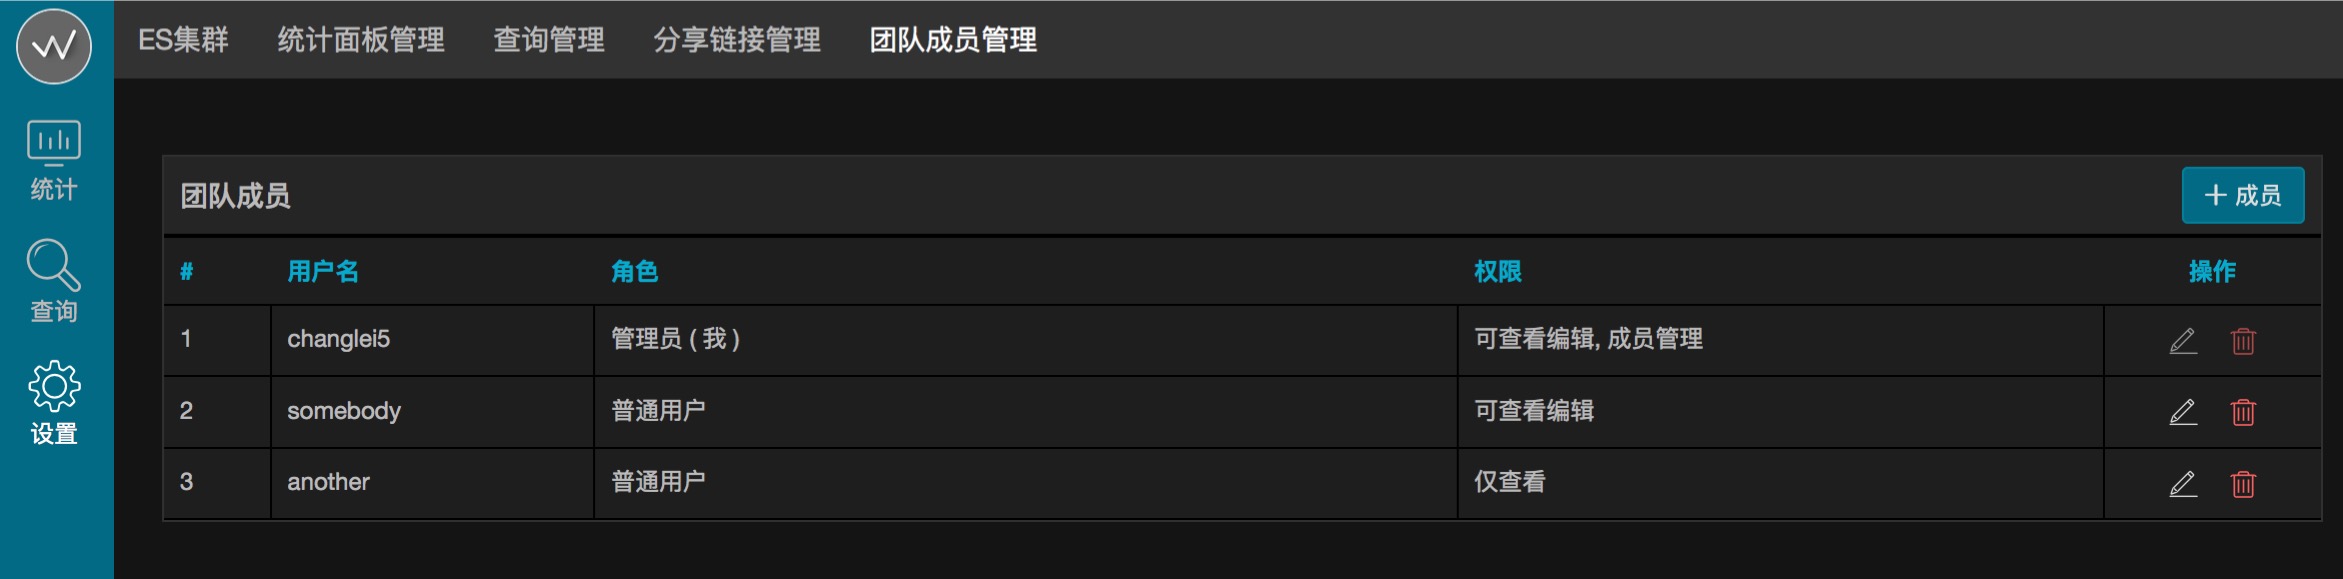 ES集群 统计面板管理 查询管理 分享链接管理 团队成员管理
统计
查询
设置
团队成员
成员
# 用户名 角色 权限 操作
1 changlei5 管理员 ( 我 ) 可查看编辑, 成员管理
2 somebody 普通用户 可查看编辑
3 another 普通用户 仅查看